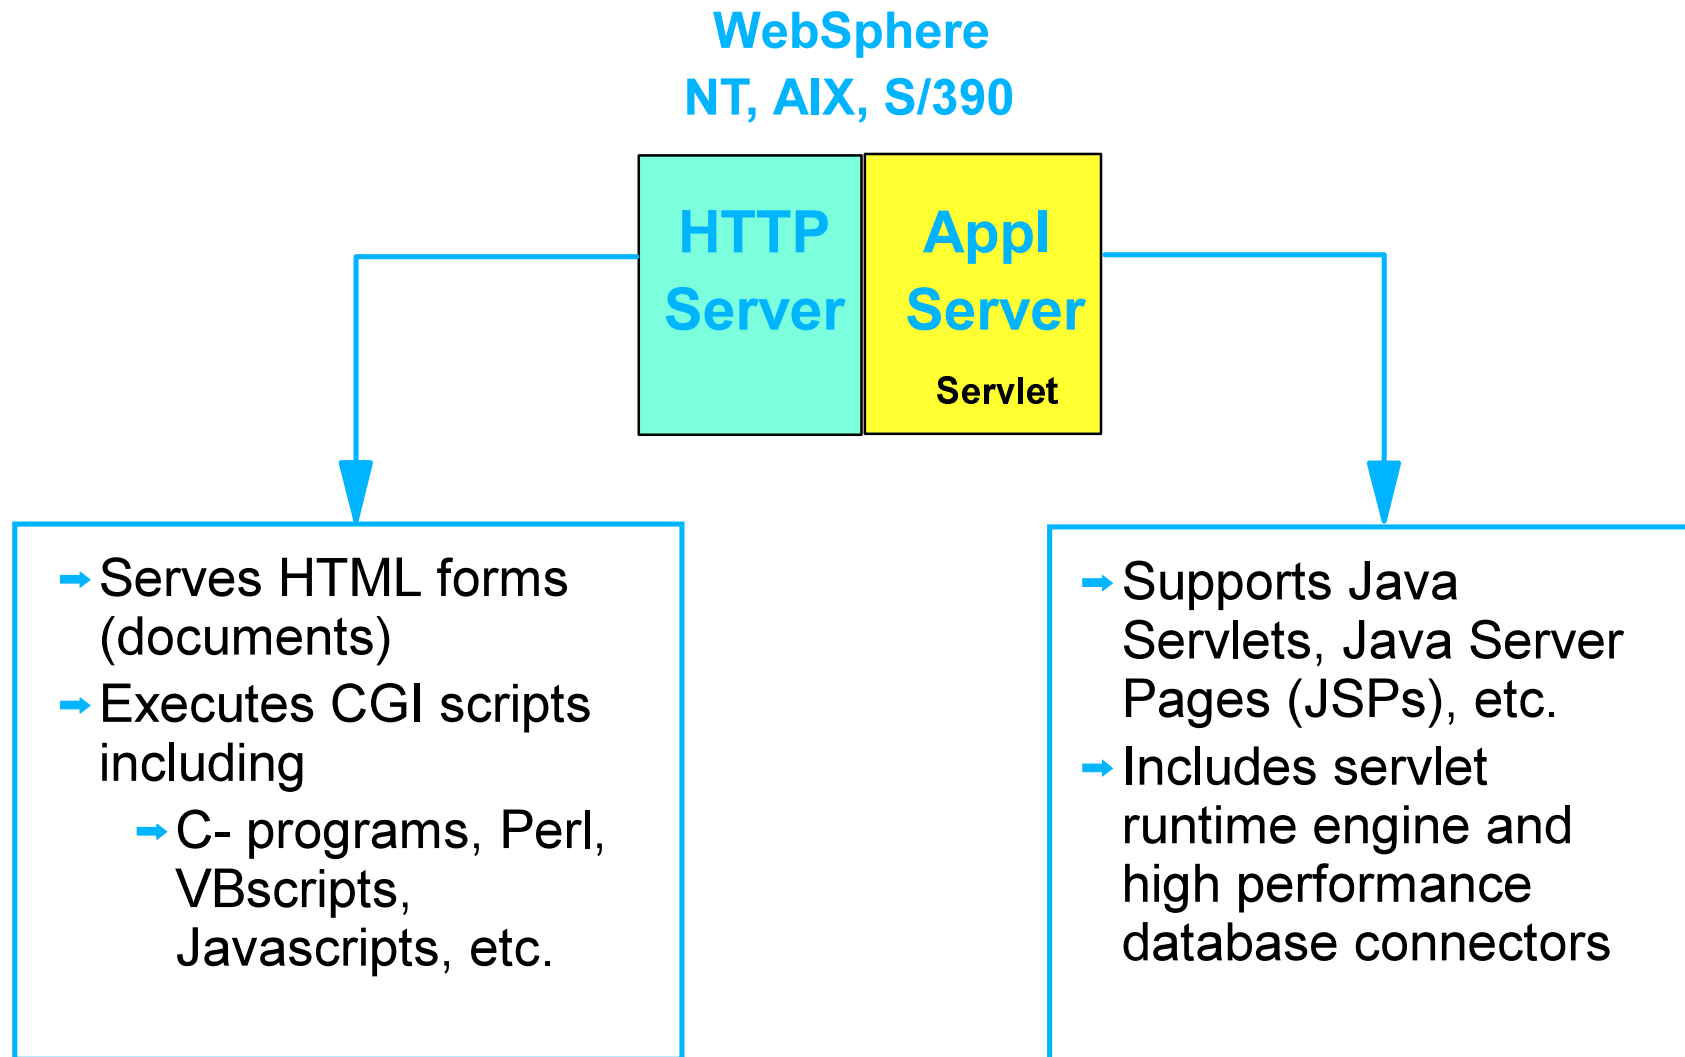 WebSphere
NT, AIX, S/390
HTTP
Server
Appl
Server
Servlet
Serves HTML forms
(documents)
Executes CGI scripts
including
C- programs, Perl,
VBscripts,
Javascripts, etc.
Supports Java
Servlets, Java Server
Pages (JSPs), etc.
Includes servlet
runtime engine and
high performance
database connectors